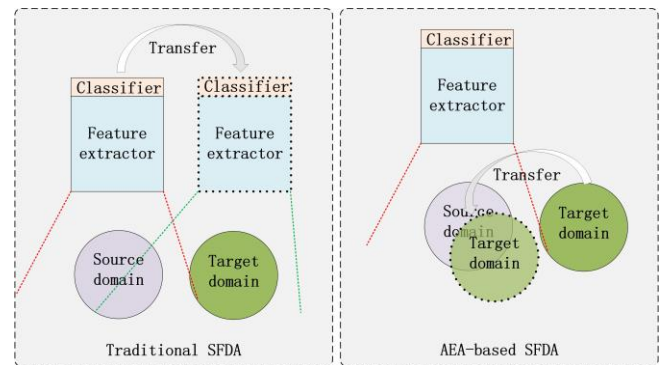 Transfer
Classifier
Classifier
Feature
extractor
Feature
extractor
Source
domain
Target
domain
Traditional SFDA
Classifier
Feature
extractor
Transfer
Source
domain
Target
domain
Target
domain
AEA-based SFDA